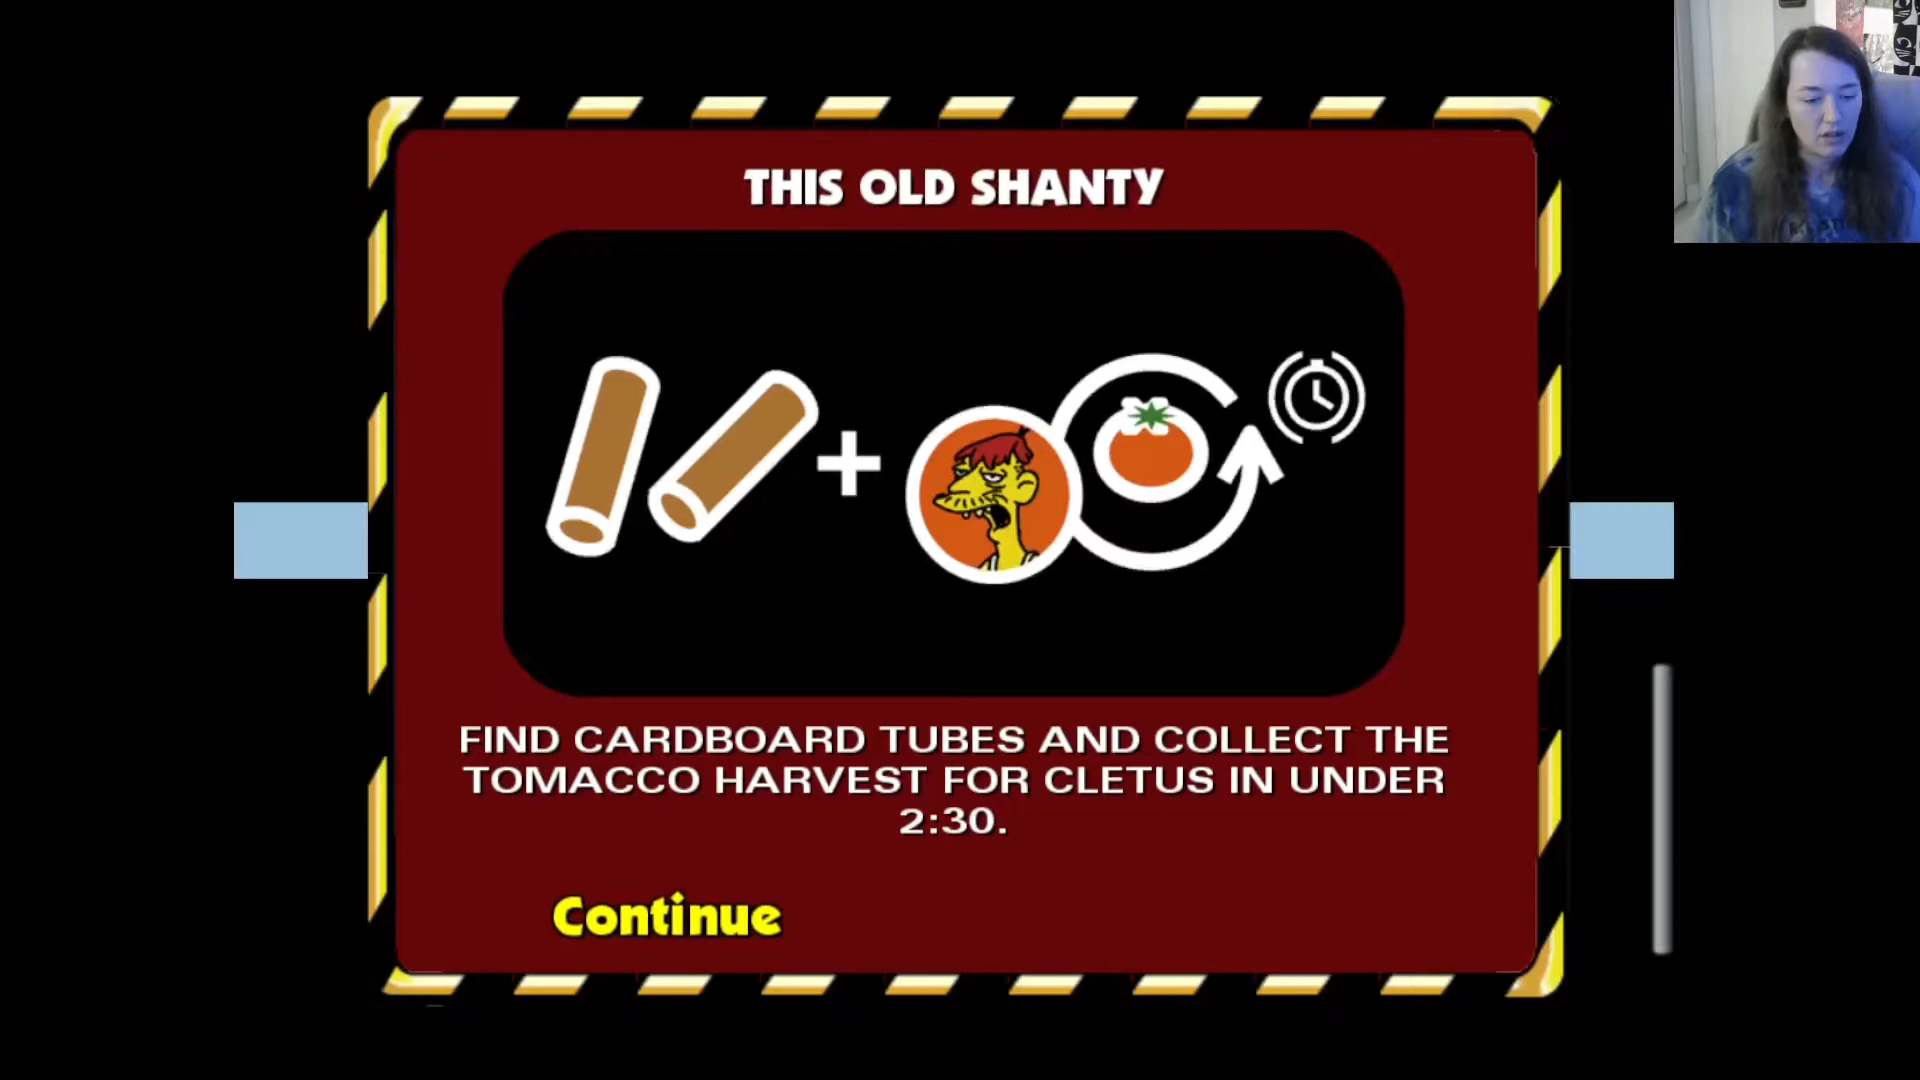 THIS OLD SHANTY
FIND CARDBOARD TUBES AND COLLECT THE
TOMACCO HARVEST FOR CLETUS IN UNDER
2:30.
Continue